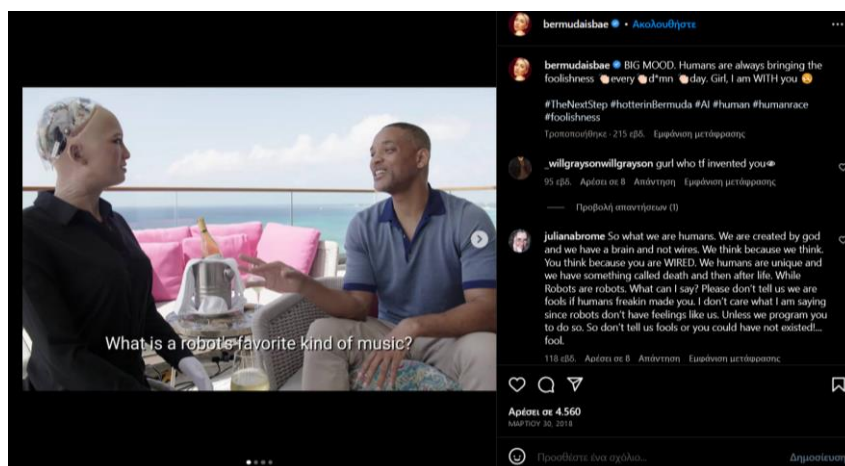 bermudaisbae • Ακολουθήστε
bermudaisbae BIG MOOD. Humans are always bringing the
foolishness 👏every 👏d*mn 👏day. Girl, I am WITH you
#TheNextStep #hotterinBermuda #AI #human #humanrace
#foolishness
Τροποποιήθηκε · 215 εβδ. Εμφάνιση μετάφρασης
_willgraysonwillgrayson gurl who tf invented you👁
95 εβδ. Αρέσει σε 8 Απάντηση Εμφάνιση μετάφρασης
Προβολή απαντήσεων (1)
julianabrome So what we are humans. We are created by god
and we have a brain and not wires. We think because we think.
You think because you are WIRED. We humans are unique and
we have something called death and then after life. While
Robots are robots. What can I say? Please don't tell us we are
fools if humans freakin made you. I don't care what I am saying
since robots don't have feelings like us. Unless we program you
to do so. So don't tell us fools or you could have not existed!...
fool.
118 εβδ. Αρέσει σε 8 Απάντηση Εμφάνιση μετάφρασης
Αρέσει σε 4.560
ΜΑΡΤΙΟΥ 30, 2018
Προσθέστε ένα σχόλιο...
Δημοσίευση
What is a robot's favorite kind of music?